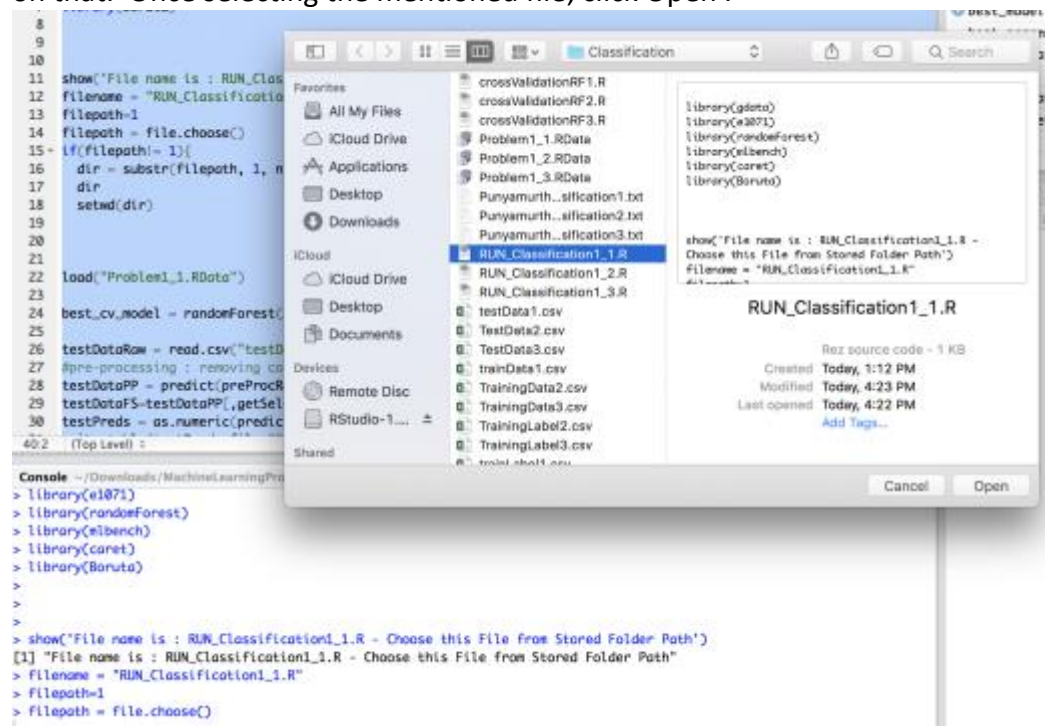 on that. Once selecting the mentioned file, click Open .
8
9
10
11 show("File name is : RUN_Clas
12 filename = "RUN_Classificatio
13 filepath=1
14 filepath = file.choose()
15 if(filepath!= 1){
16 dir = substr(filepath, 1, n
17 dir
18 setwd(dir)
19
20
21
22 load("Problem1_1.RData")
23
24 best_cv_model = randomForest(
25
26 testDataRaw = read.csv("testD
27 #pre-processing : removing co
28 testDataPP = predict(preProcR
29 testDataFS=testDataPP[,getSel
30 testPreds = as.numeric(predic
40:2 (Top Level)
Classification
Search
Favorites
All My Files
iCloud Drive
Applications
Desktop
Downloads
iCloud
iCloud Drive
Desktop
Documents
Devices
Remote Disc
RStudio-1....
Shared
crossValidationRF1.R
crossValidationRF2.R
crossValidationRF3.R
Problem1_1.RData
Problem1_2.RData
Problem1_3.RData
Punyamurth...sification1.txt
Punyamurth...sification2.txt
Punyamurth...sification3.txt
RUN_Classification1_1.R
RUN_Classification1_2.R
RUN_Classification1_3.R
testData1.csv
TestData2.csv
TestData3.csv
trainData1.csv
TrainingData2.csv
TrainingData3.csv
TrainingLabel2.csv
TrainingLabel3.csv
trainLabel1.csv
library(gdata)
library(e1071)
library(randomForest)
library(mlbench)
library(caret)
library(Boruta)
show("File name is : RUN_Classification1_1.R -
Choose this File from Stored Folder Path")
filename = "RUN_Classification1_1.R"
RUN_Classification1_1.R
Rez source code - 1 KB
Created Today, 1:12 PM
Modified Today, 4:23 PM
Last opened Today, 4:22 PM
Add Tags...
Cancel Open
Console ~/Downloads/MachineLearningPro
> library(e1071)
> library(randomForest)
> library(mlbench)
> library(caret)
> library(Boruta)
>
>
>
> show("File name is : RUN_Classification1_1.R - Choose this File from Stored Folder Path")
[1] "File name is : RUN_Classification1_1.R - Choose this File from Stored Folder Path"
> filename = "RUN_Classification1_1.R"
> filepath=1
> filepath = file.choose()